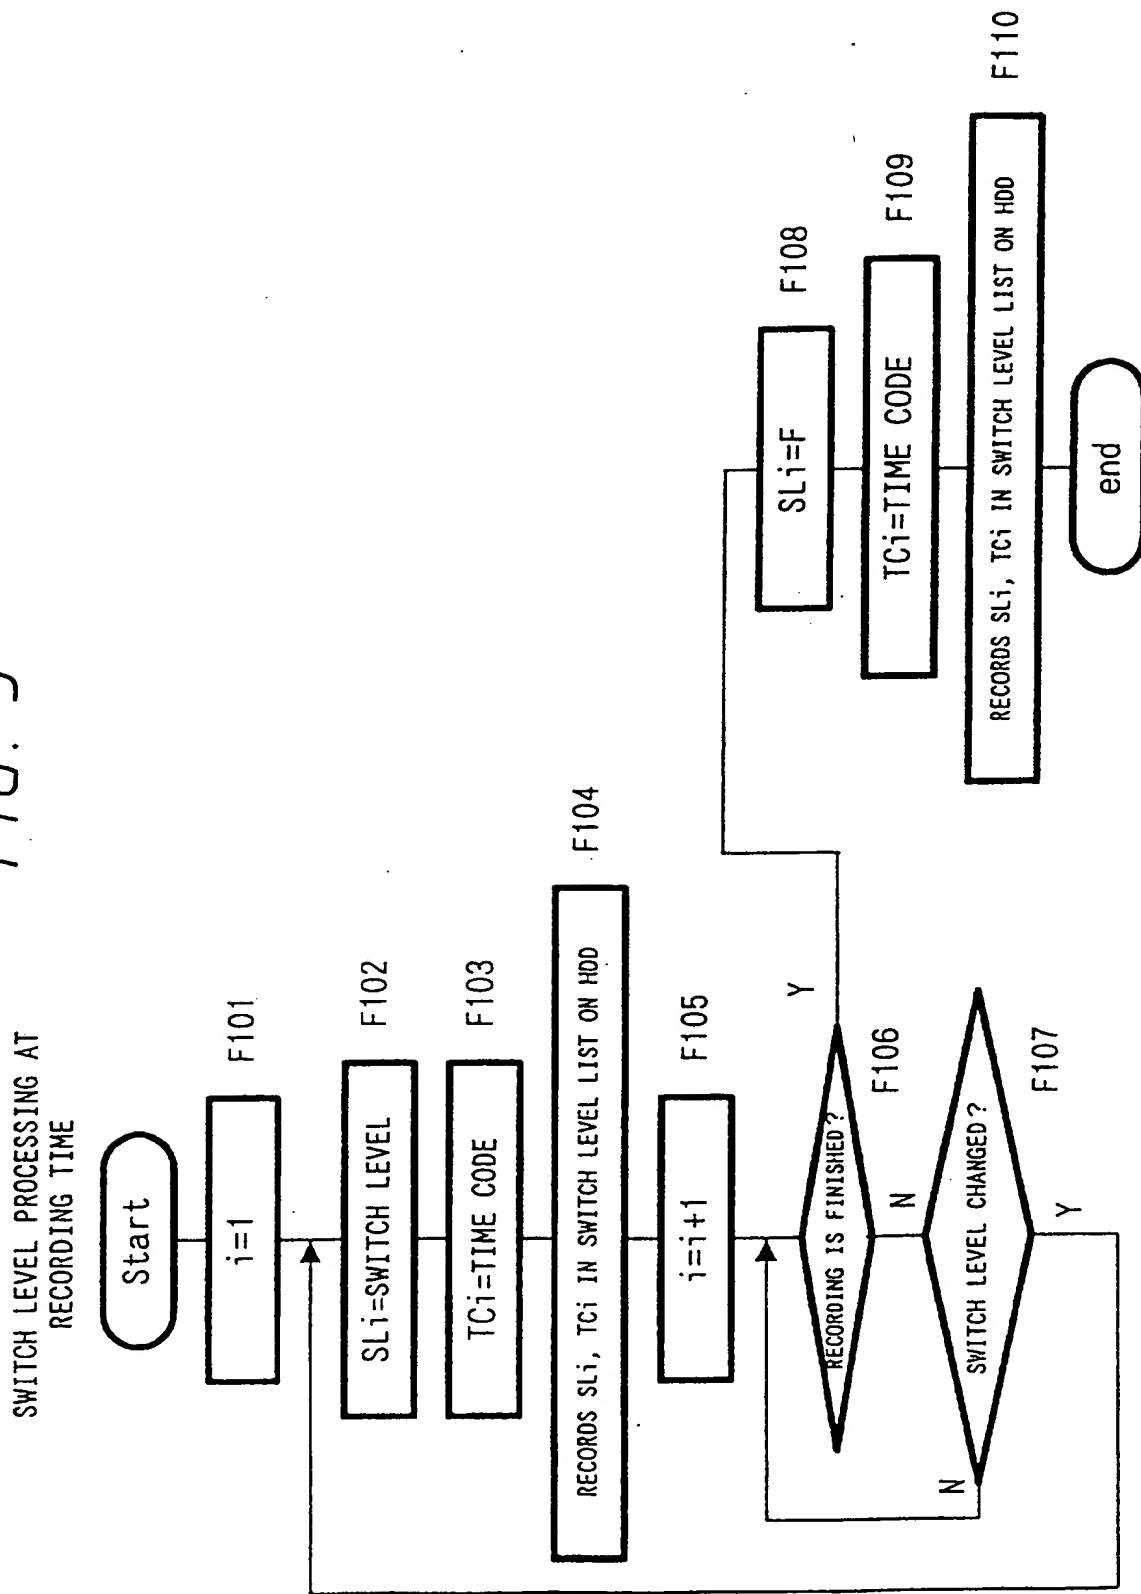 FIG. 5
SWITCH LEVEL PROCESSING AT
RECORDING TIME
Start
i=1
F101
SLi=SWITCH LEVEL
F102
TCi=TIME CODE
F103
RECORDS SLi, TCi IN SWITCH LEVEL LIST ON HDD
F104
i=i+1
F105
RECORDING IS FINISHED?
F106
Y
N
SWITCH LEVEL CHANGED?
F107
N
Y
SLi=F
F108
TCi=TIME CODE
F109
RECORDS SLi, TCi IN SWITCH LEVEL LIST ON HDD
F110
end